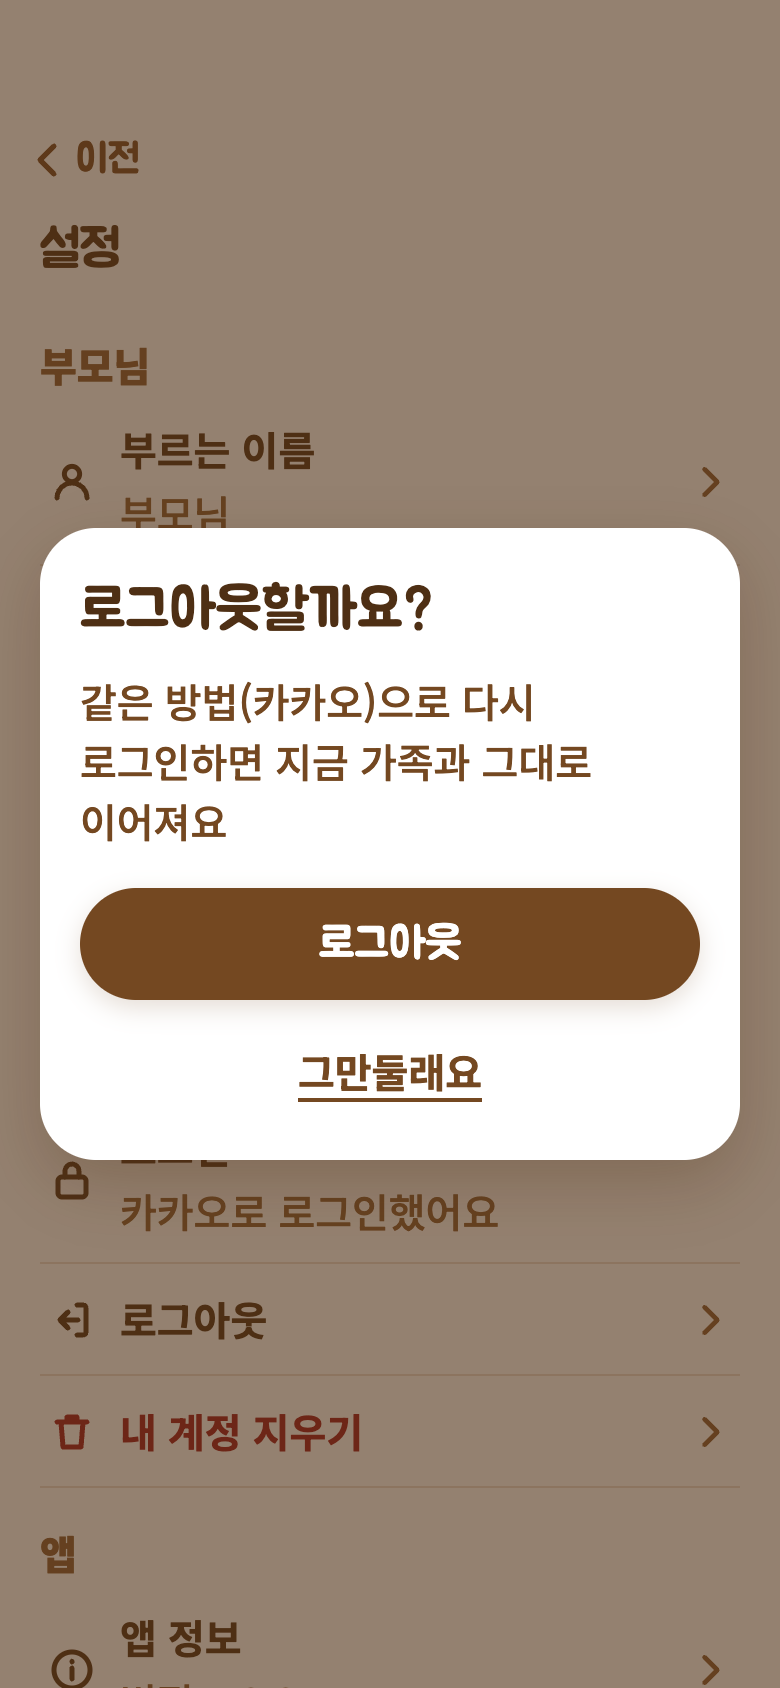 이전
설정
부모님
부르는 이름
부모님
로그아웃할까요?
같은 방법(카카오)으로 다시
로그인하면 지금 가족과 그대로
이어져요
로그아웃
그만둘래요
카카오로 로그인했어요
로그아웃
내 계정 지우기
앱
앱 정보